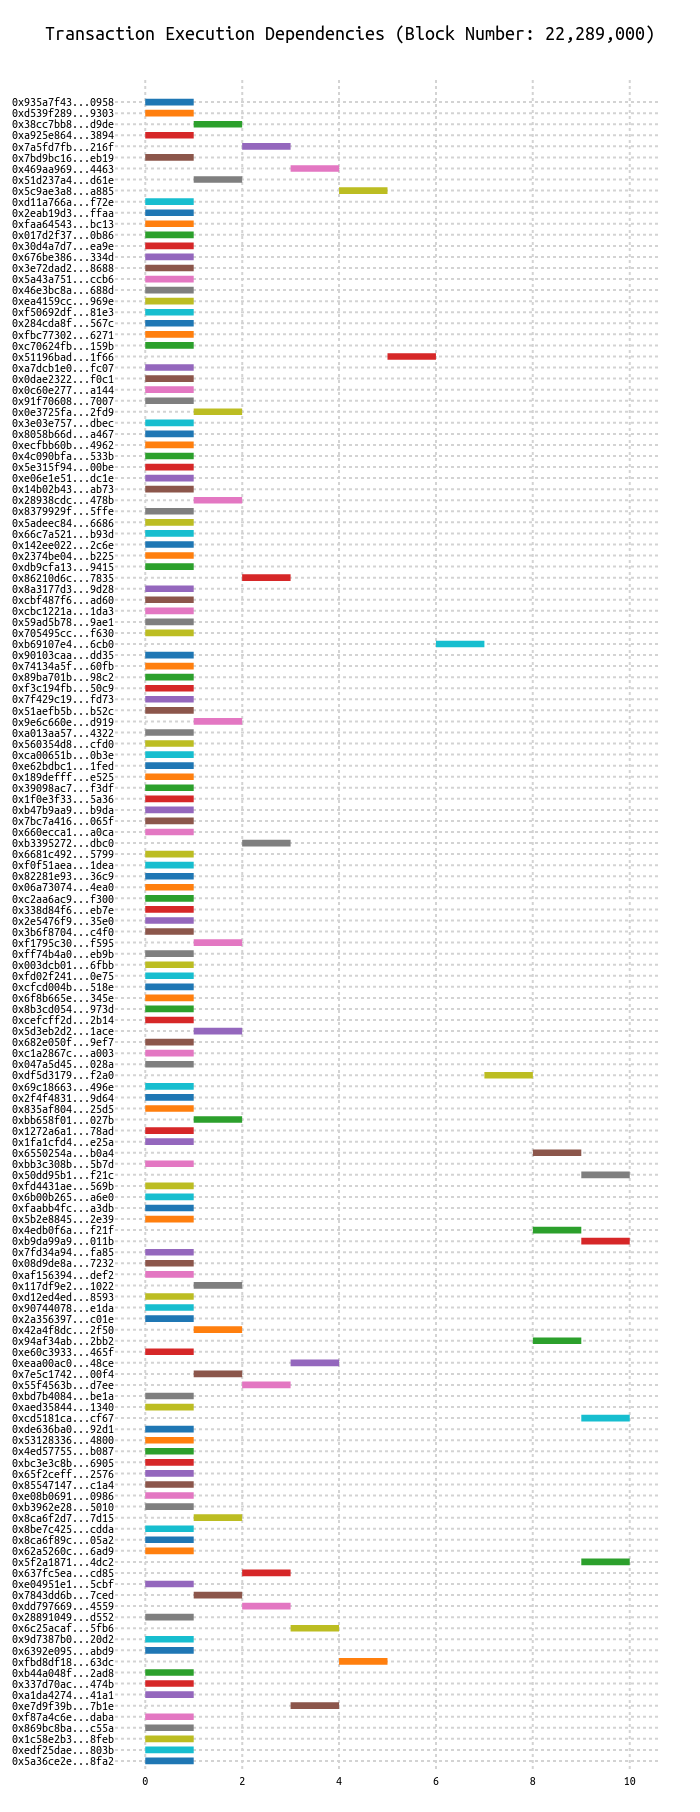 Transaction Execution Dependencies (Block Number: 22,289,000)
0x935a7f43...0958
0xd539f289...9303
0x38cc7bb8...d9de
0xa925e864...3894
0x7a5fd7fb...216f
0x7bd9bc16...eb19
0x469aa969...4463
0x51d237a4...d61e
0x5c9ae3a8...a885
0xd11a766a...f72e
0x2eab19d3...ffaa
0xfaa64543...bc13
0x017d2f37...0b86
0x30d4a7d7...ea9e
0x676be386...334d
0x3e72dad2...8688
0x5a43a751...ccb6
0x46e3bc8a...688d
0xea4159cc...969e
0xf50692df...81e3
0x284cda8f...567c
0xfbc77302...6271
0xc70624fb...159b
0x51196bad...1f66
0xa7dcb1e0...fc07
0x0dae2322...f0c1
0x0c60e277...a144
0x91f70608...7007
0x0e3725fa...2fd9
0x3e03e757...dbec
0x8058b66d...a467
0xecfbb60b...4962
0x4c090bfa...533b
0x5e315f94...00be
0xe06e1e51...dc1e
0x14b02b43...ab73
0x28938cdc...478b
0x8379929f...5ffe
0x5adeec84...6686
0x66c7a521...b93d
0x142ee022...2c6e
0x2374be04...b225
0xdb9cfa13...9415
0x86210d6c...7835
0x8a3177d3...9d28
0xcbf487f6...ad60
0xcbc1221a...1da3
0x59ad5b78...9ae1
0x705495cc...f630
0xb69107e4...6cb0
0x90103caa...dd35
0x74134a5f...60fb
0x89ba701b...98c2
0xf3c194fb...50c9
0x7f429c19...fd73
0x51aefb5b...b52c
0x9e6c660e...d919
0xa013aa57...4322
0x560354d8...cfd0
0xca00651b...0b3e
0xe62bdbc1...1fed
0x189defff...e525
0x39098ac7...f3df
0x1f0e3f33...5a36
0xb47b9aa9...b9da
0x7bc7a416...065f
0x660ecca1...a0ca
0xb3395272...dbc0
0x6681c492...5799
0xf0f51aea...1dea
0x82281e93...36c9
0x06a73074...4ea0
0xc2aa6ac9...f300
0x338d84f6...eb7e
0x2e5476f9...35e0
0x3b6f8704...c4f0
0xf1795c30...f595
0xff74b4a0...eb9b
0x003dcb01...6fbb
0xfd02f241...0e75
0xcfcd004b...518e
0x6f8b665e...345e
0x8b3cd054...973d
0xcefcff2d...2b14
0x5d3eb2d2...1ace
0x682e050f...9ef7
0xc1a2867c...a003
0x047a5d45...028a
0xdf5d3179...f2a0
0x69c18663...496e
0x2f4f4831...9d64
0x835af804...25d5
0xbb658f01...027b
0x1272a6a1...78ad
0x1fa1cfd4...e25a
0x6550254a...b0a4
0xbb3c308b...5b7d
0x50dd95b1...f21c
0xfd4431ae...569b
0x6b00b265...a6e0
0xfaabb4fc...a3db
0x5b2e8845...2e39
0x4edb0f6a...f21f
0xb9da99a9...011b
0x7fd34a94...fa85
0x08d9de8a...7232
0xaf156394...def2
0x117df9e2...1022
0xd12ed4ed...8593
0x90744078...e1da
0x2a356397...c01e
0x42a4f8dc...2f50
0x94af34ab...2bb2
0xe60c3933...465f
0xeaa00ac0...48ce
0x7e5c1742...00f4
0x55f4563b...d7ee
0xbd7b4084...be1a
0xaed35844...1340
0xcd5181ca...cf67
0xde636ba0...92d1
0x53128336...4800
0x4ed57755...b087
0xbc3e3c8b...6905
0x65f2ceff...2576
0x85547147...c1a4
0xe08b0691...0986
0xb3962e28...5010
0x8ca6f2d7...7d15
0x8be7c425...cdda
0x8ca6f89c...05a2
0x62a5260c...6ad9
0x5f2a1871...4dc2
0x637fc5ea...cd85
0xe04951e1...5cbf
0x7843dd6b...7ced
0xdd797669...4559
0x28891049...d552
0x6c25acaf...5fb6
0x9d7387b0...20d2
0x6392e095...abd9
0xfbd8df18...63dc
0xb44a048f...2ad8
0x337d70ac...474b
0xa1da4274...41a1
0xe7d9f39b...7b1e
0xf87a4c6e...daba
0x869bc8ba...c55a
0x1c58e2b3...8feb
0xedf25dae...803b
0x5a36ce2e...8fa2
0 2 4 6 8 10